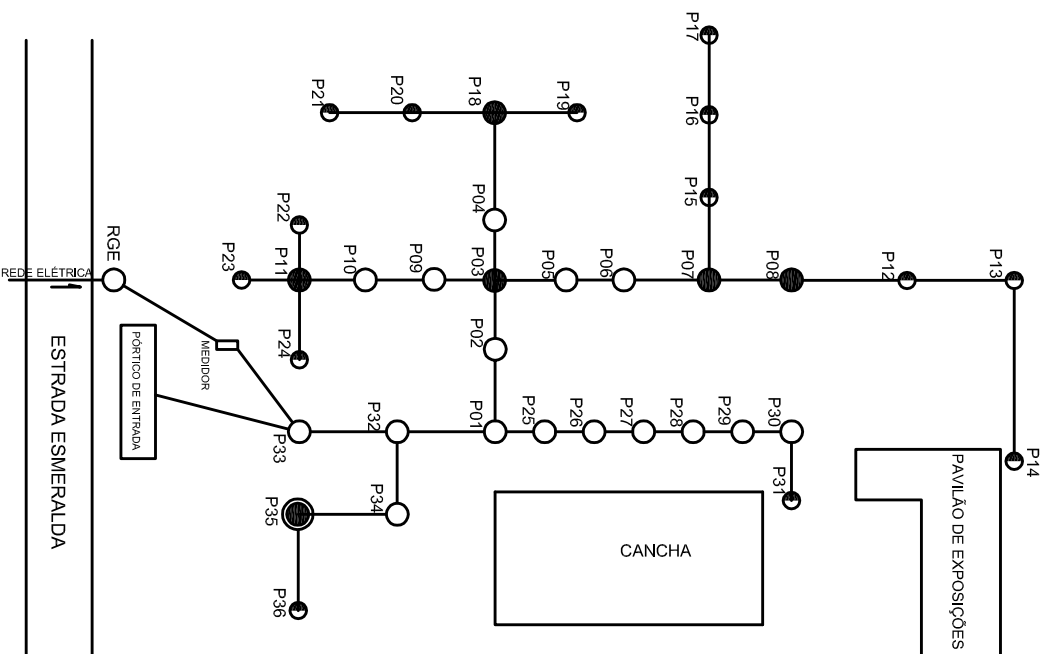 P17
P21
P20
P18
P19
P16
P15
P04
P22
P23
P11
P10
P09
P03
P05
P06
P07
P08
P12
P13
RGE
REDE ELÉTRICA
P24
P02
MEDIDOR
PÓRTICO DE ENTRADA
ESTRADA ESMERALDA
P33
P32
P01
P25
P26
P27
P28
P29
P30
P31
P14
PAVILÃO DE EXPOSIÇÕES
P35
P34
CANCHA
P36